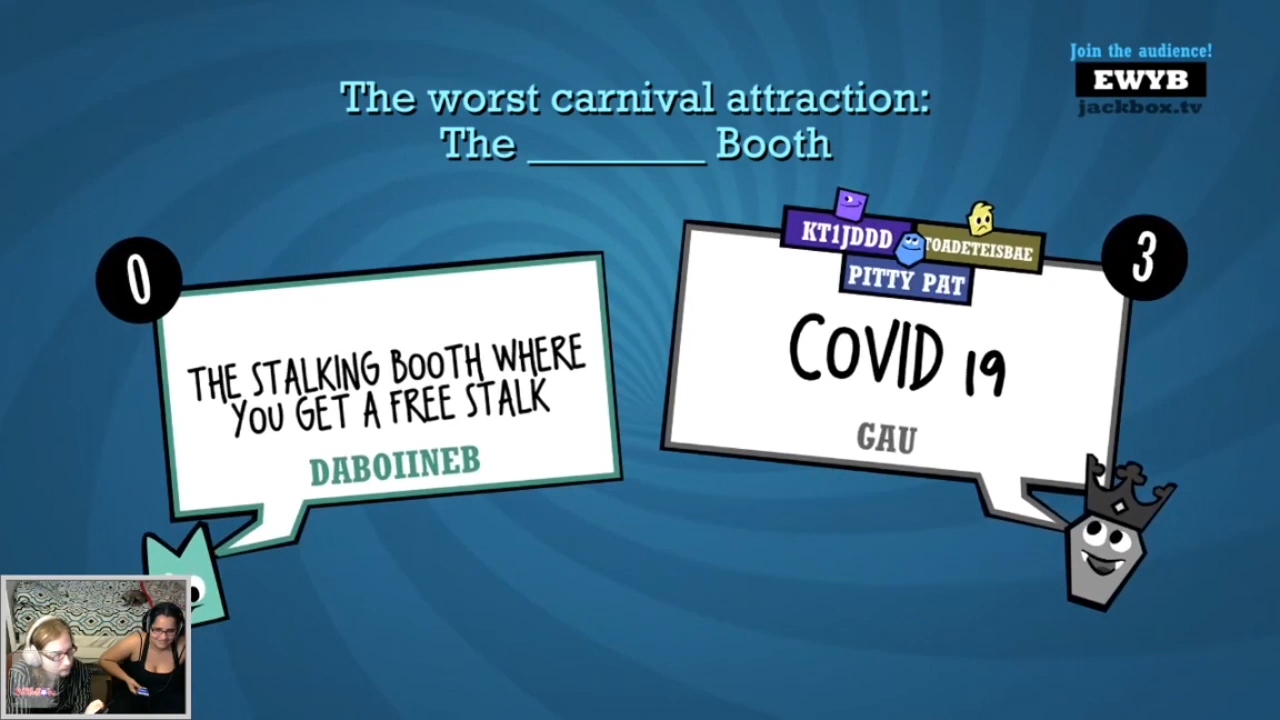 Join the audience!
EWYB
jackbox.tv
The worst carnival attraction:
The ________ Booth
0
THE STALKING BOOTH WHERE
YOU GET A FREE STALK
DABOIINEB
KT1JDDD
TOADETEISBAE
PITTY PAT
3
COVID 19
GAU